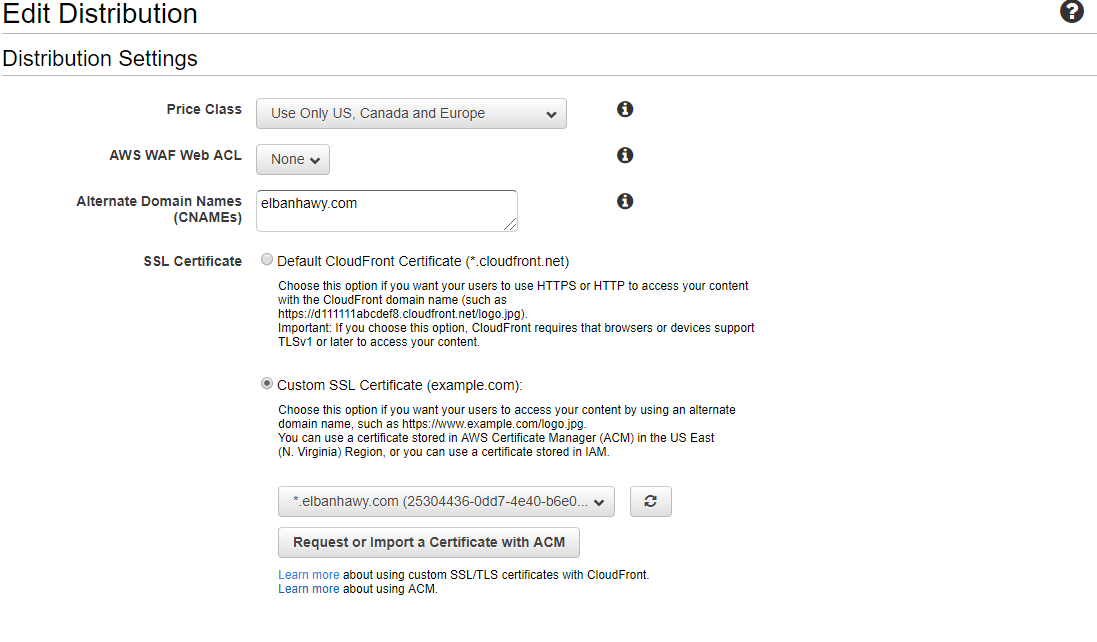 Edit Distribution
Distribution Settings
Price Class
Use Only US, Canada and Europe
AWS WAF Web ACL
None
Alternate Domain Names
(CNAMEs)
elbanhawy.com
SSL Certificate
Default CloudFront Certificate (*.cloudfront.net)
Choose this option if you want your users to use HTTPS or HTTP to access your content
with the CloudFront domain name (such as
https://d111111abcdef8.cloudfront.net/logo.jpg).
Important: If you choose this option, CloudFront requires that browsers or devices support
TLSv1 or later to access your content.
Custom SSL Certificate (example.com):
Choose this option if you want your users to access your content by using an alternate
domain name, such as https://www.example.com/logo.jpg.
You can use a certificate stored in AWS Certificate Manager (ACM) in the US East
(N. Virginia) Region, or you can use a certificate stored in IAM.
*.elbanhawy.com (25304436-0dd7-4e40-b6e0...
Request or Import a Certificate with ACM
Learn more about using custom SSL/TLS certificates with CloudFront.
Learn more about using ACM.